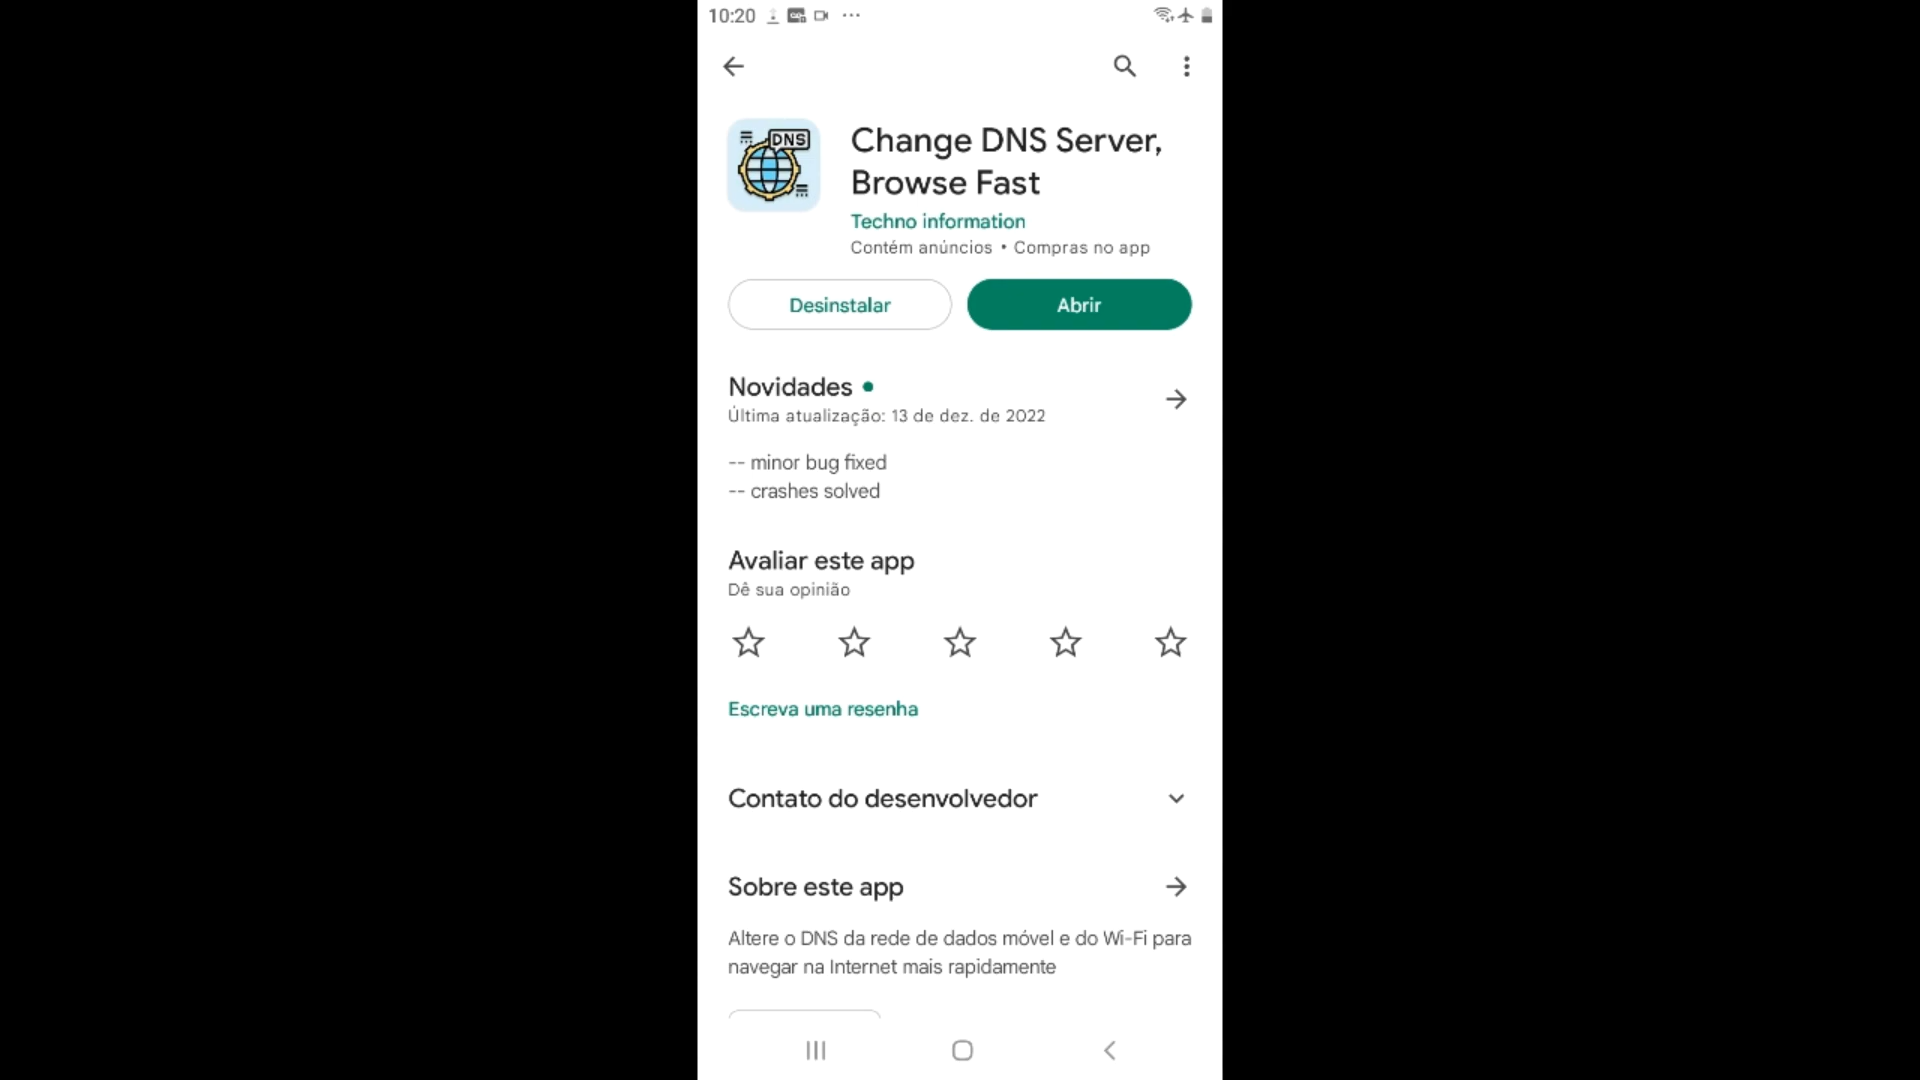 10:20
DNS
Change DNS Server,
Browse Fast
Techno information
Contém anúncios • Compras no app
Desinstalar
Abrir
Novidades
Última atualização: 13 de dez. de 2022
-- minor bug fixed
-- crashes solved
Avaliar este app
Dê sua opinião
Escreva uma resenha
Contato do desenvolvedor
Sobre este app
Altere o DNS da rede de dados móvel e do Wi-Fi para
navegar na Internet mais rapidamente